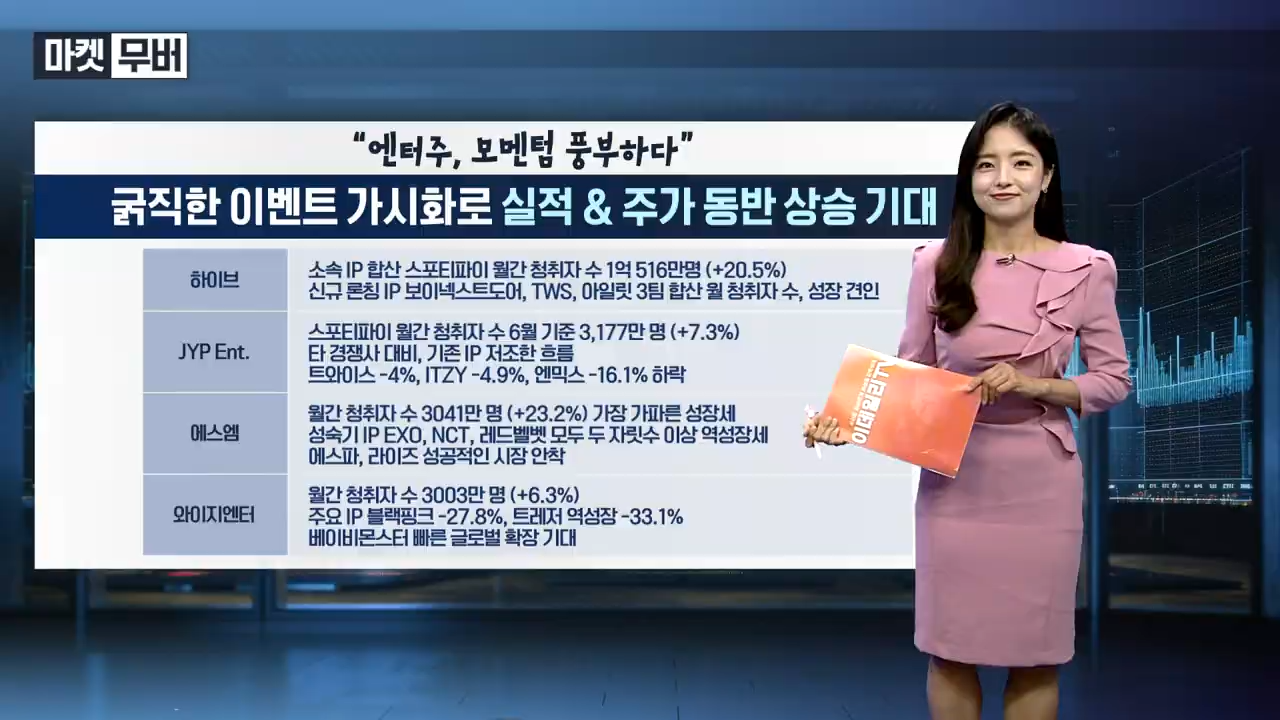 마켓무버
“엔터주, 모멘텀 풍부하다”
굵직한 이벤트 가시화로 실적 & 주가 동반 상승 기대
하이브
소속 IP 합산 스포티파이 월간 청취자 수 1억 516만명 (+20.5%)
신규 론칭 IP 보이넥스트도어, TWS, 아일릿 3팀 합산 월 청취자 수, 성장 견인
JYP Ent.
스포티파이 월간 청취자 수 6월 기준 3,177만 명 (+7.3%)
타 경쟁사 대비, 기존 IP 저조한 흐름
트와이스 -4%, ITZY -4.9%, 엔믹스 -16.1% 하락
에스엠
월간 청취자 수 3041만 명 (+23.2%) 가장 가파른 성장세
성숙기 IP EXO, NCT, 레드벨벳 모두 두 자릿수 이상 역성장세
에스파, 라이즈 성공적인 시장 안착
와이지엔터
월간 청취자 수 3003만 명 (+6.3%)
주요 IP 블랙핑크 -27.8%, 트레저 역성장 -33.1%
베이비몬스터 빠른 글로벌 확장 기대
이데일리TV